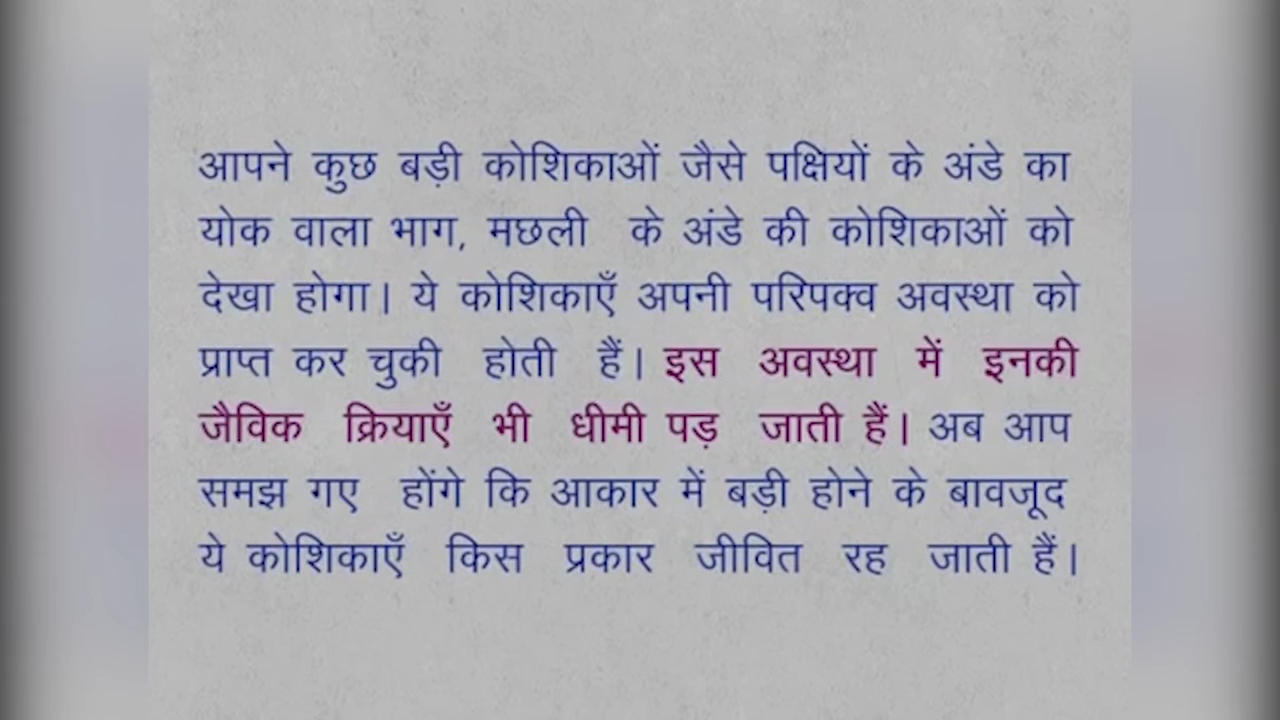 आपने कुछ बड़ी कोशिकाओं जैसे पक्षियों के अंडे का
योक वाला भाग, मछली के अंडे की कोशिकाओं को
देखा होगा। ये कोशिकाएँ अपनी परिपक्व अवस्था को
प्राप्त कर चुकी होती हैं। इस अवस्था में इनकी
जैविक क्रियाएँ भी धीमी पड़ जाती हैं। अब आप
समझ गए होंगे कि आकार में बड़ी होने के बावजूद
ये कोशिकाएँ किस प्रकार जीवित रह जाती हैं।